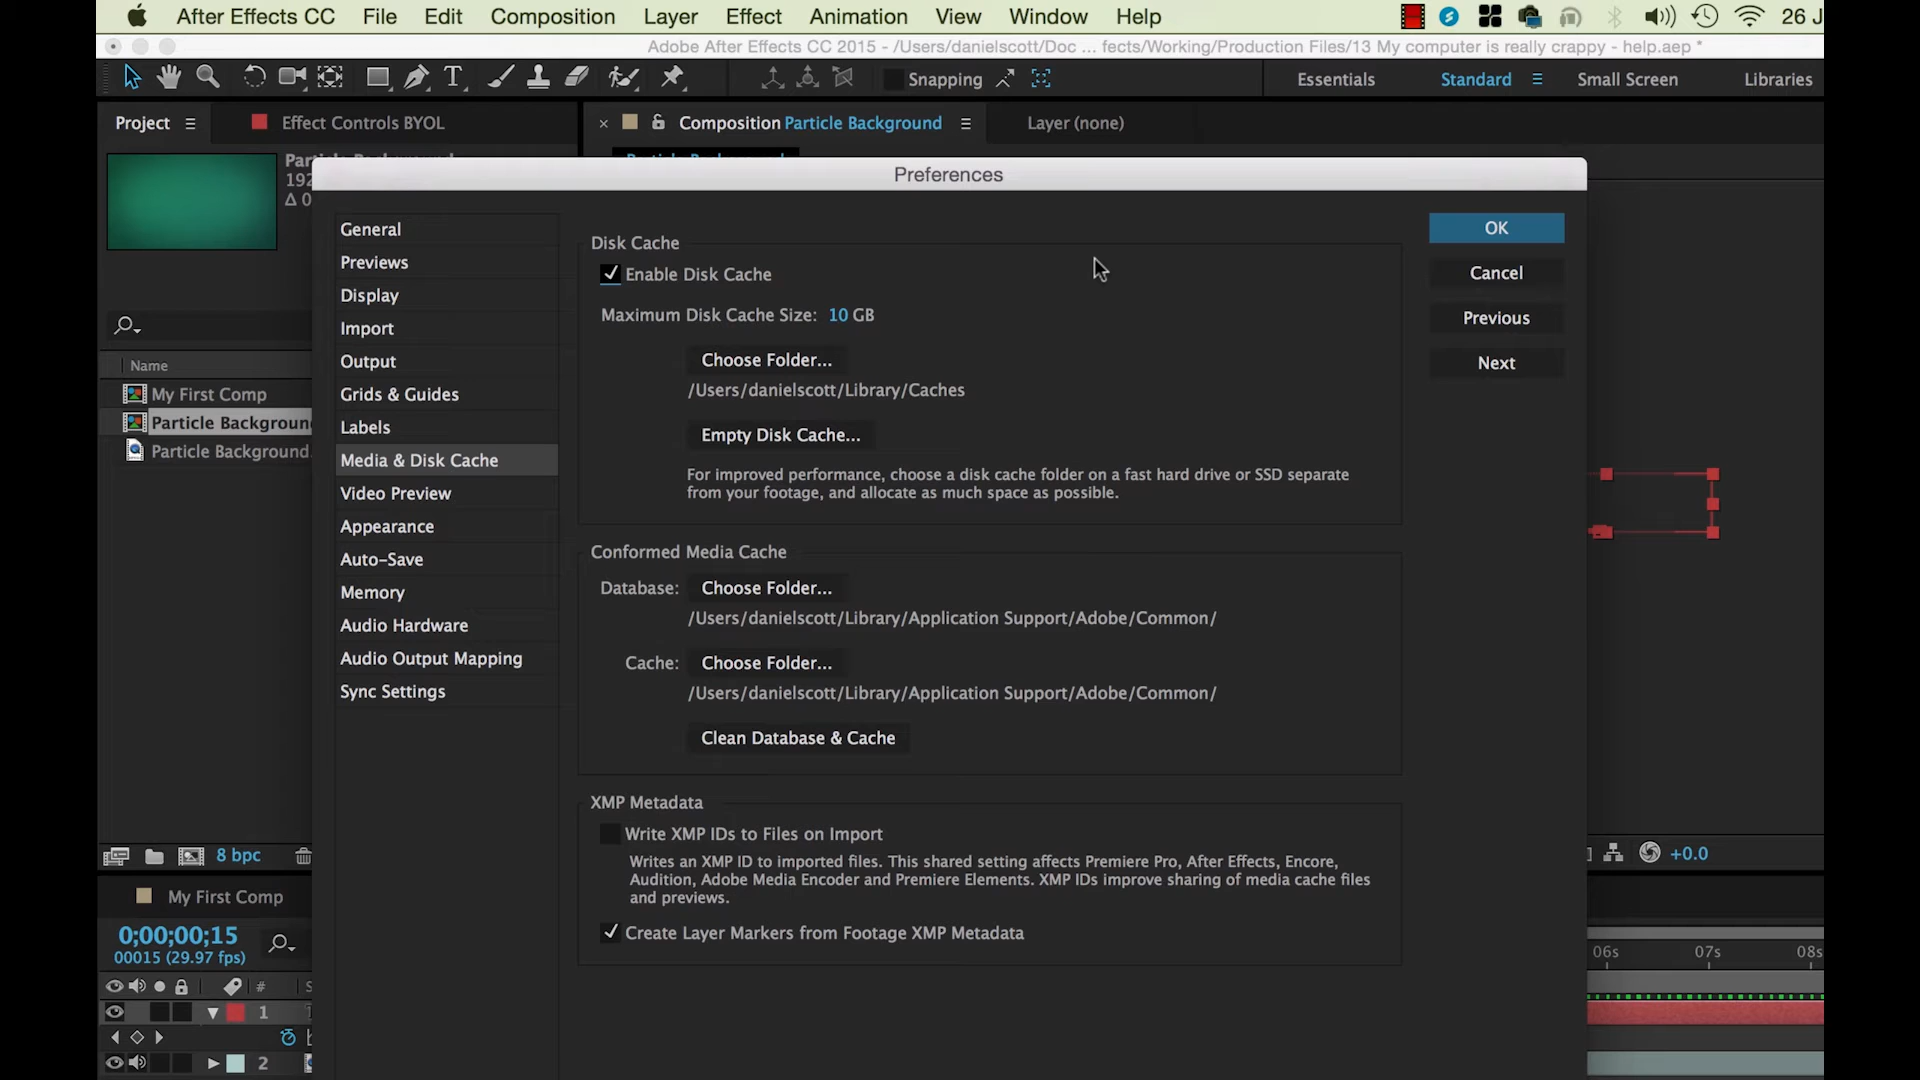 After Effects CC File Edit Composition Layer Effect Animation View Window Help 26 J
Adobe After Effects CC 2015 - /Users/danielscott/Doc ... fects/Working/Production Files/13 My computer is really crappy - help.aep *
Snapping Essentials Standard Small Screen Libraries
Project Effect Controls BYOL Composition Particle Background Layer (none)
Preferences
192
Δ 0
General
Previews
Display
Import
Output
Grids & Guides
Labels
Media & Disk Cache
Video Preview
Appearance
Auto-Save
Memory
Audio Hardware
Audio Output Mapping
Sync Settings
Disk Cache
Enable Disk Cache
Maximum Disk Cache Size: 10 GB
Choose Folder...
/Users/danielscott/Library/Caches
Empty Disk Cache...
For improved performance, choose a disk cache folder on a fast hard drive or SSD separate
from your footage, and allocate as much space as possible.
Conformed Media Cache
Database: Choose Folder...
/Users/danielscott/Library/Application Support/Adobe/Common/
Cache: Choose Folder...
/Users/danielscott/Library/Application Support/Adobe/Common/
Clean Database & Cache
XMP Metadata
Write XMP IDs to Files on Import
Writes an XMP ID to imported files. This shared setting affects Premiere Pro, After Effects, Encore,
Audition, Adobe Media Encoder and Premiere Elements. XMP IDs improve sharing of media cache files
and previews.
Create Layer Markers from Footage XMP Metadata
OK
Cancel
Previous
Next
Name
My First Comp
Particle Backgroun
Particle Background.
8 bpc
+0.0
My First Comp
0;00;00;15
00015 (29.97 fps)
06s 07s 08s
#
1
2